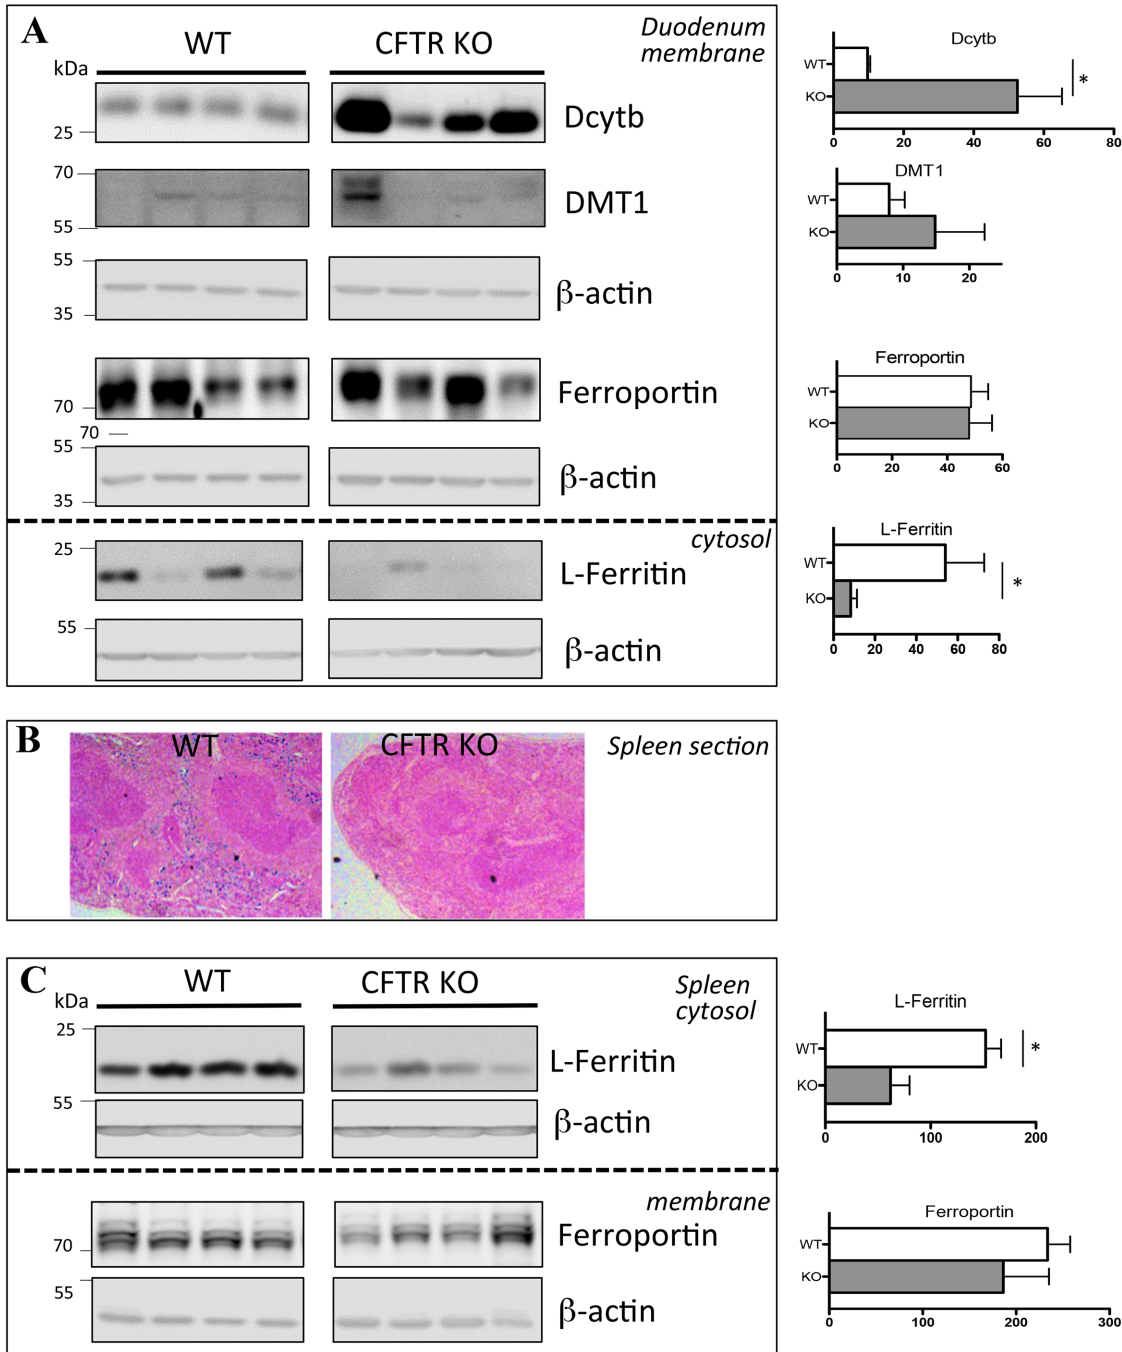 A
WT
CFTR KO
Duodenum
membrane
kDa
25
Dcytb
70
55
DMT1
55
35
β-actin
70
Ferroportin
70
55
35
β-actin
cytosol
25
L-Ferritin
55
β-actin
Dcytb
WT
KO
*
0 20 40 60 80
DMT1
WT
KO
0 10 20
Ferroportin
WT
KO
0 20 40 60
L-Ferritin
WT
KO
*
0 20 40 60 80
B
WT
CFTR KO
Spleen section
C
WT
CFTR KO
Spleen
cytosol
kDa
25
L-Ferritin
55
β-actin
membrane
70
Ferroportin
55
β-actin
L-Ferritin
WT
KO
*
0 100 200
Ferroportin
WT
KO
0 100 200 300